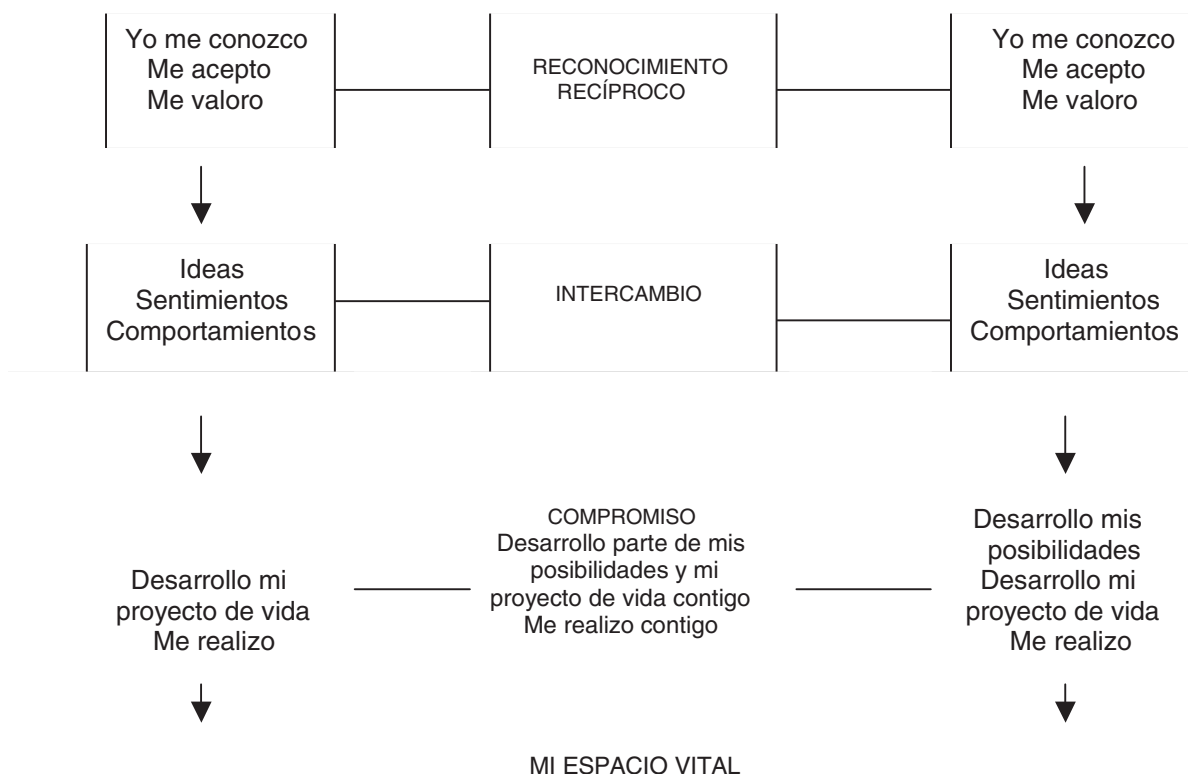 Yo me conozco
Me acepto
Me valoro
RECONOCIMIENTO
RECÍPROCO
Yo me conozco
Me acepto
Me valoro
Ideas
Sentimientos
Comportamientos
INTERCAMBIO
Ideas
Sentimientos
Comportamientos
Desarrollo mi
proyecto de vida
Me realizo
COMPROMISO
Desarrollo parte de mis
posibilidades y mi
proyecto de vida contigo
Me realizo contigo
Desarrollo mis
posibilidades
Desarrollo mi
proyecto de vida
Me realizo
MI ESPACIO VITAL